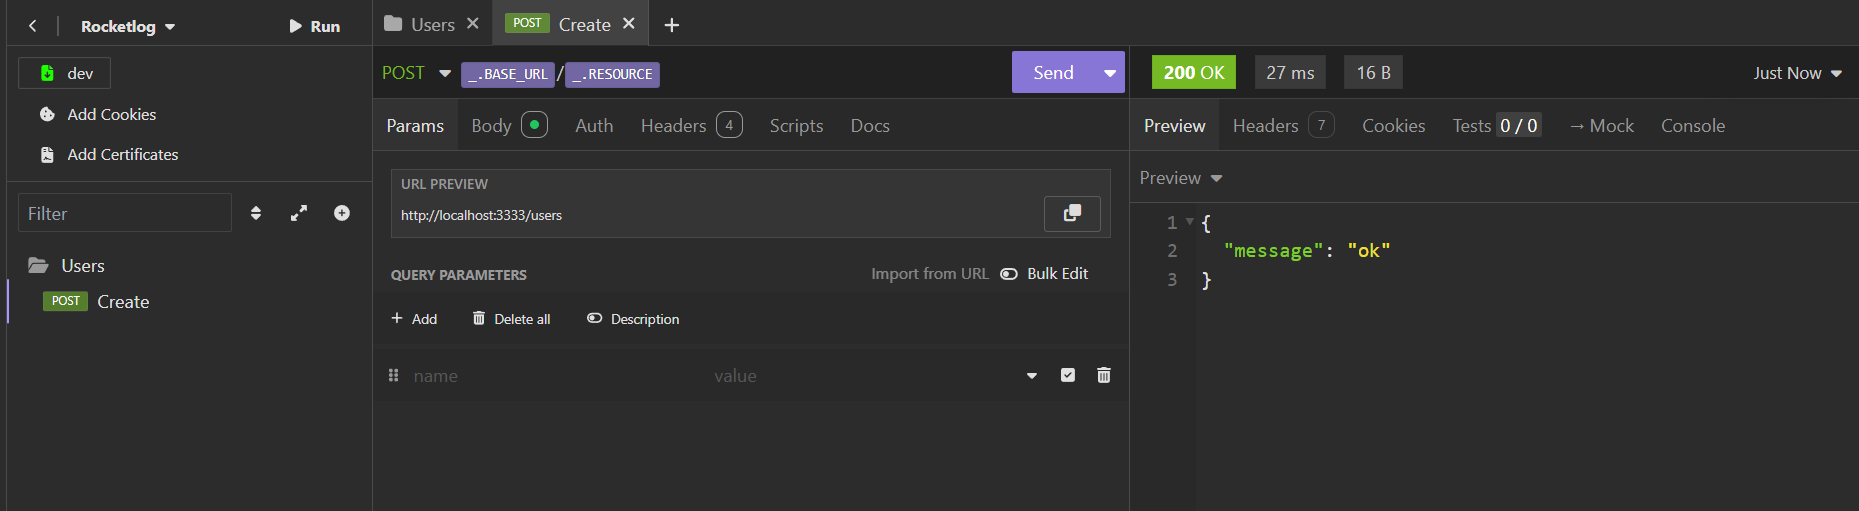 Rocketlog
Run
dev
Add Cookies
Add Certificates
Filter
Users
POST Create
Users
POST Create
POST _.BASE_URL/_.RESOURCE
Send
Params Body Auth Headers 4 Scripts Docs
URL PREVIEW
http://localhost:3333/users
QUERY PARAMETERS
Import from URL Bulk Edit
+ Add Delete all Description
name value
200 OK 27 ms 16 B
Just Now
Preview Headers 7 Cookies Tests 0 / 0 → Mock Console
Preview
1 {
2 "message": "ok"
3 }